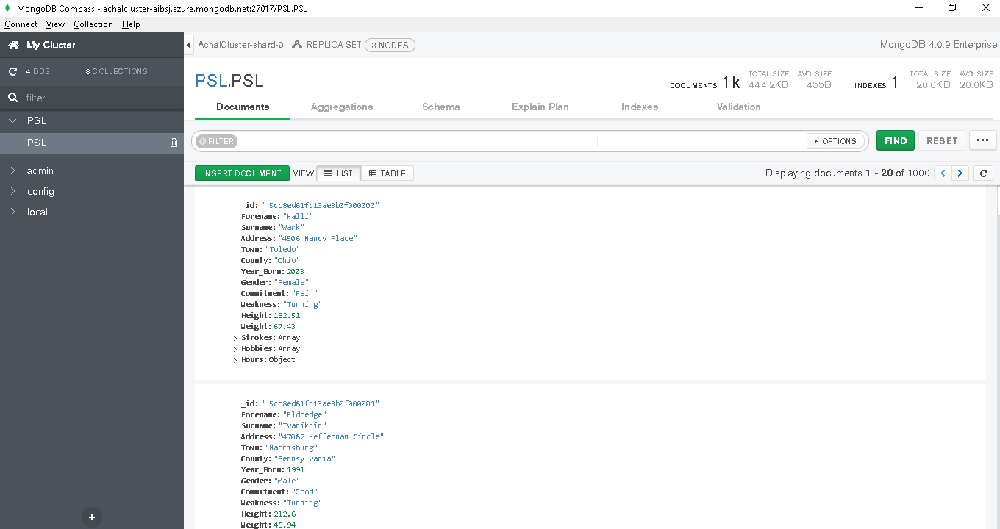 MongoDB Compass - achalcluster-aibsj.azure.mongodb.net:27017/PSL.PSL
Connect View Collection Help
My Cluster
AchalCluster-shard-0 REPLICA SET 3 NODES MongoDB 4.0.9 Enterprise
4 DBS 8 COLLECTIONS
filter
PSL
PSL
admin
config
local
PSL.PSL
DOCUMENTS 1k TOTAL SIZE 444.2KB AVG. SIZE 455B INDEXES 1 TOTAL SIZE 20.0KB AVG. SIZE 20.0KB
Documents Aggregations Schema Explain Plan Indexes Validation
FILTER OPTIONS FIND RESET ...
INSERT DOCUMENT VIEW LIST TABLE Displaying documents 1 - 20 of 1000
_id: " 5cc8ed61fc13ae3b0f000000"
Forename: "Halli"
Surname: "Wark"
Address: "4506 Nancy Place"
Town: "Toledo"
County: "Ohio"
Year_Born: 2003
Gender: "Female"
Commitment: "Fair"
Weakness: "Turning"
Height: 162.51
Weight: 67.43
Strokes: Array
Hobbies: Array
Hours: Object
_id: " 5cc8ed61fc13ae3b0f000001"
Forename: "Eldredge"
Surname: "Ivanikhin"
Address: "47062 Heffernan Circle"
Town: "Harrisburg"
County: "Pennsylvania"
Year_Born: 1991
Gender: "Male"
Commitment: "Good"
Weakness: "Turning"
Height: 212.6
Weight: 46.94